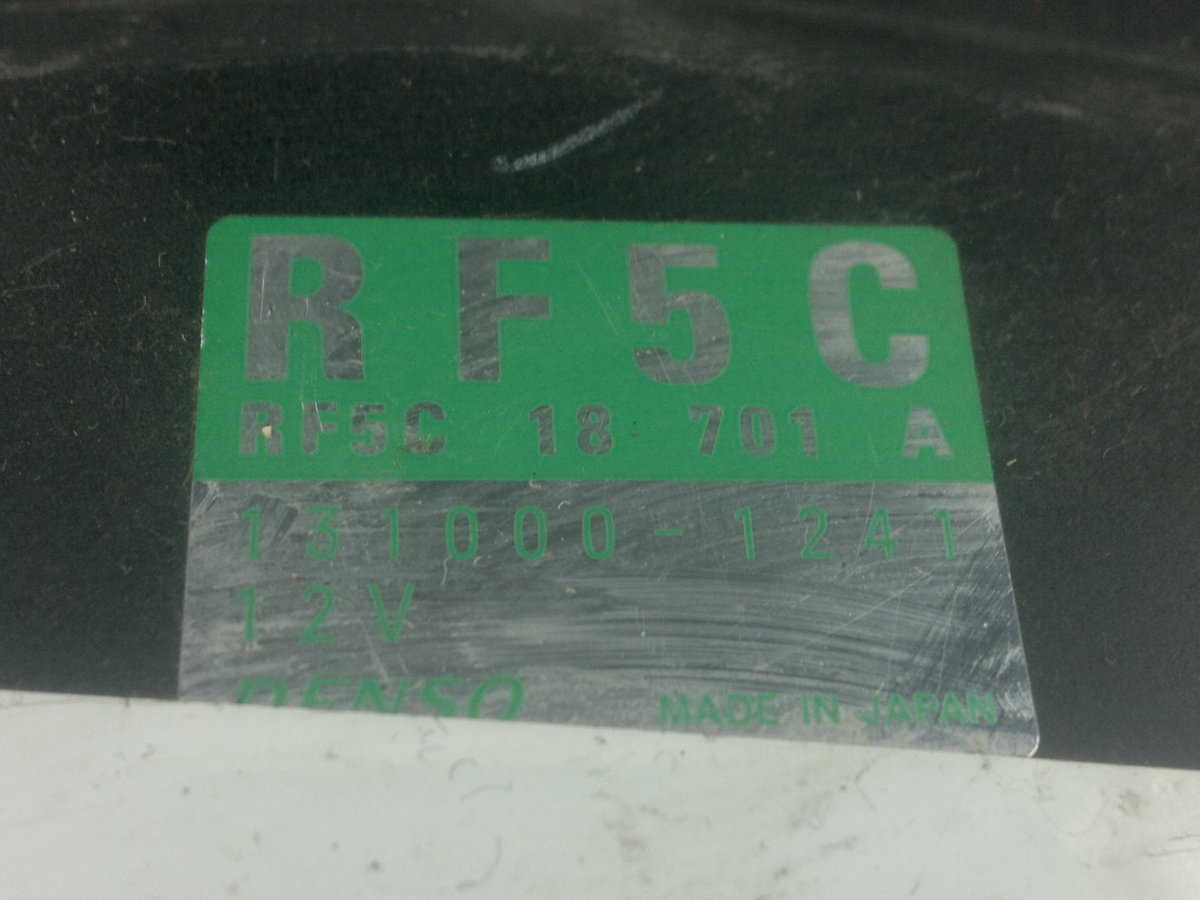 RF5C
RF5C 18 701 A
131000-1241
12V
DENSO MADE IN JAPAN